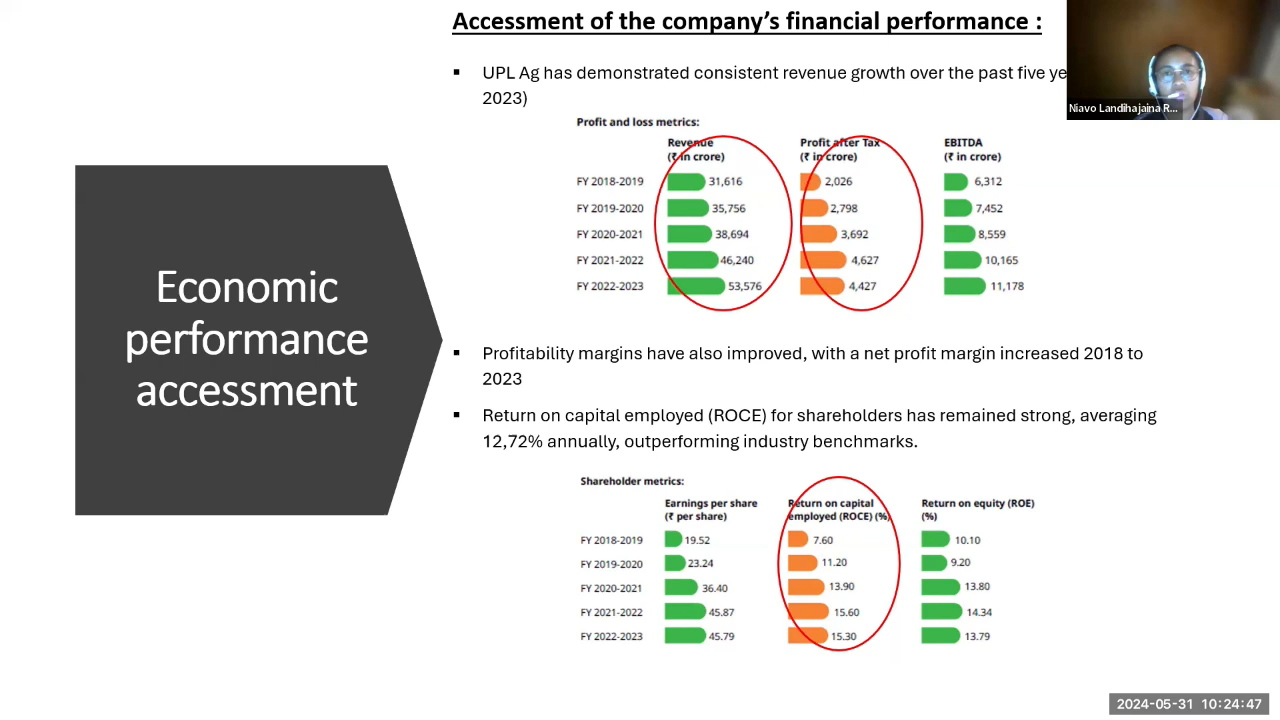 Accessment of the company's financial performance :
▪ UPL Ag has demonstrated consistent revenue growth over the past five ye
2023)
Niavo Landihajaina R...
Profit and loss metrics:
Revenue (₹ in crore) Profit after Tax (₹ in crore) EBITDA (₹ in crore)
FY 2018-2019 31,616 2,026 6,312
FY 2019-2020 35,756 2,798 7,452
FY 2020-2021 38,694 3,692 8,559
FY 2021-2022 46,240 4,627 10,165
FY 2022-2023 53,576 4,427 11,178
Economic
performance
accessment
▪ Profitability margins have also improved, with a net profit margin increased 2018 to
2023
▪ Return on capital employed (ROCE) for shareholders has remained strong, averaging
12,72% annually, outperforming industry benchmarks.
Shareholder metrics:
Earnings per share (₹ per share) Return on capital employed (ROCE) (%) Return on equity (ROE) (%)
FY 2018-2019 19.52 7.60 10.10
FY 2019-2020 23.24 11.20 9.20
FY 2020-2021 36.40 13.90 13.80
FY 2021-2022 45.87 15.60 14.34
FY 2022-2023 45.79 15.30 13.79
2024-05-31 10:24:47